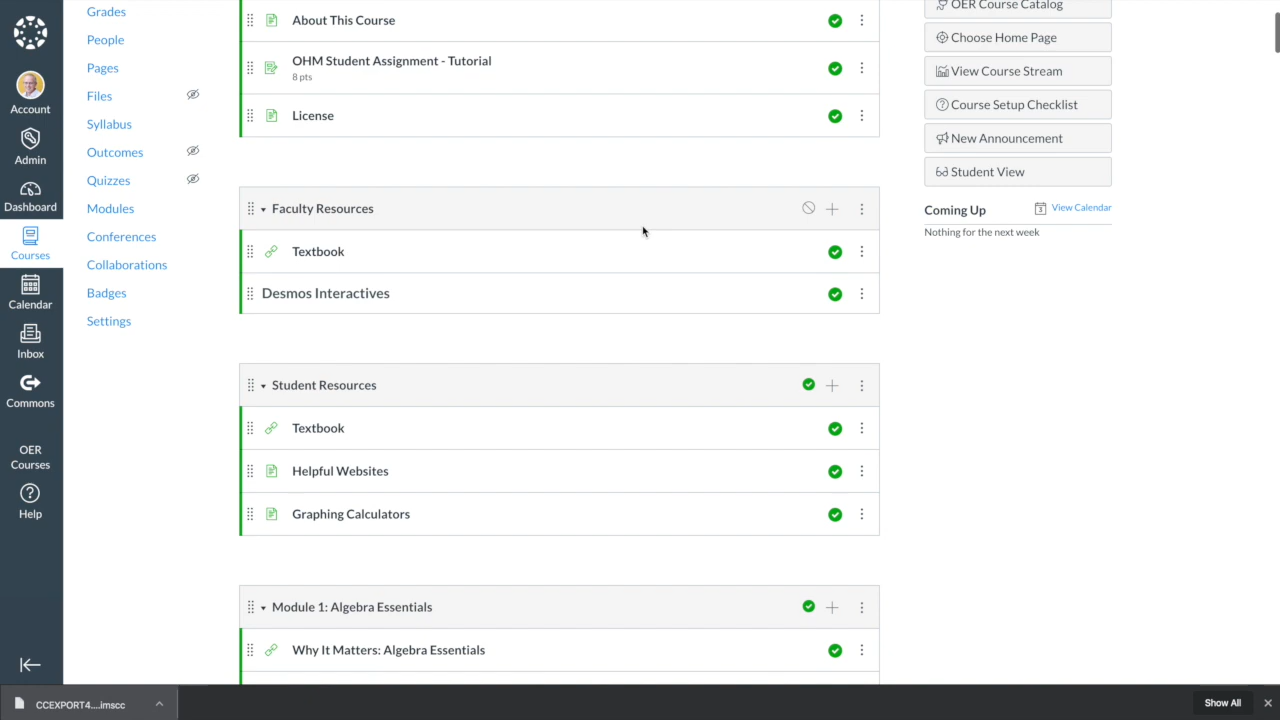 Account
Admin
Dashboard
Courses
Calendar
Inbox
Commons
OER
Courses
Help
Grades
People
Pages
Files
Syllabus
Outcomes
Quizzes
Modules
Conferences
Collaborations
Badges
Settings
About This Course
OHM Student Assignment - Tutorial
8 pts
License
Faculty Resources
Textbook
Desmos Interactives
Student Resources
Textbook
Helpful Websites
Graphing Calculators
Module 1: Algebra Essentials
Why It Matters: Algebra Essentials
OER Course Catalog
Choose Home Page
View Course Stream
Course Setup Checklist
New Announcement
Student View
Coming Up
View Calendar
Nothing for the next week
CCEXPORT4....imscc
Show All